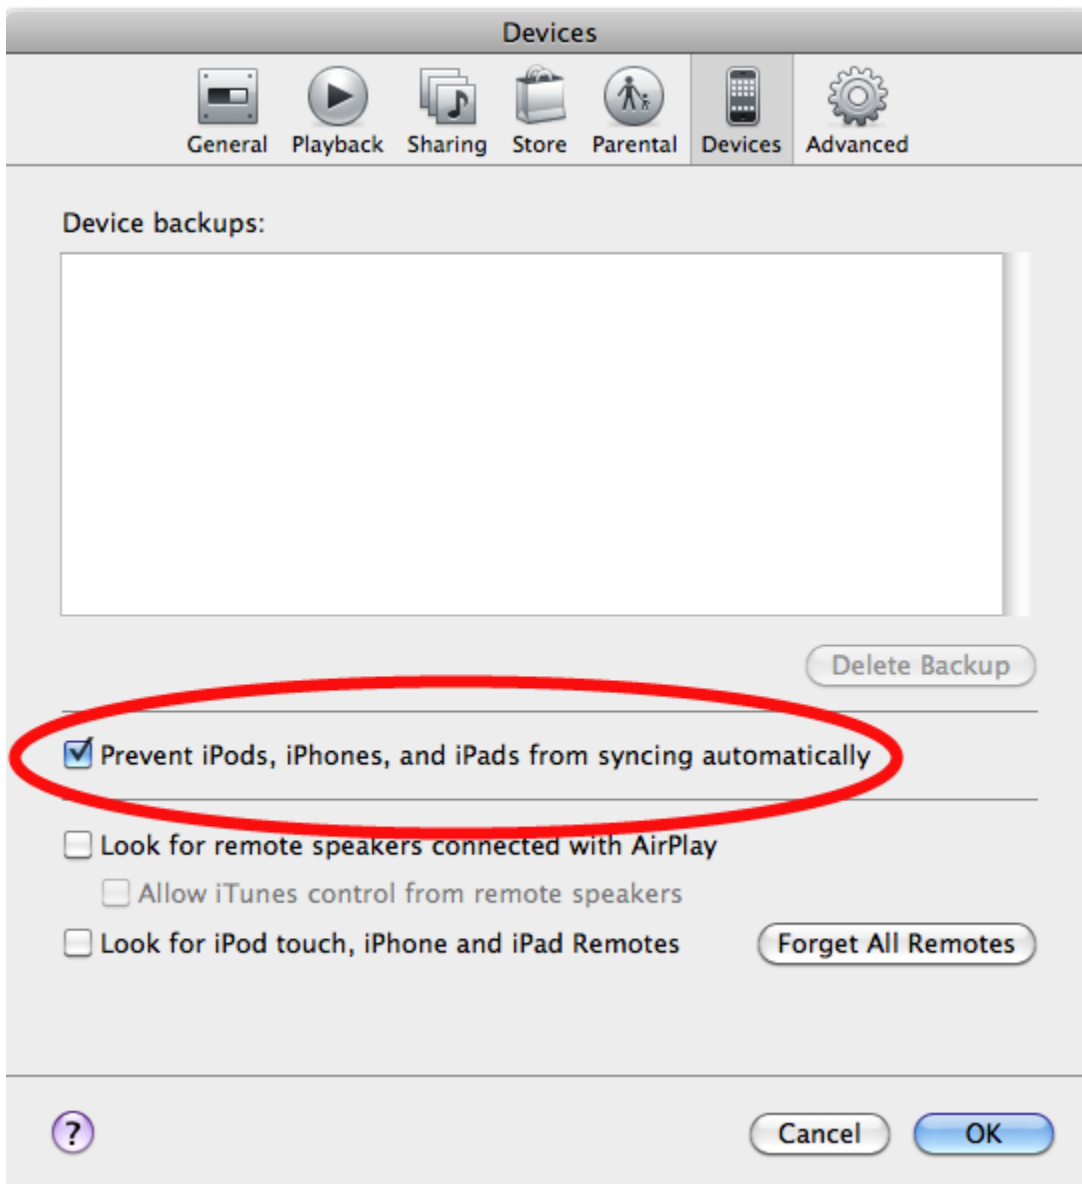 Devices
General Playback Sharing Store Parental Devices Advanced
Device backups:
Delete Backup
Prevent iPods, iPhones, and iPads from syncing automatically
Look for remote speakers connected with AirPlay
Allow iTunes control from remote speakers
Look for iPod touch, iPhone and iPad Remotes Forget All Remotes
? Cancel OK